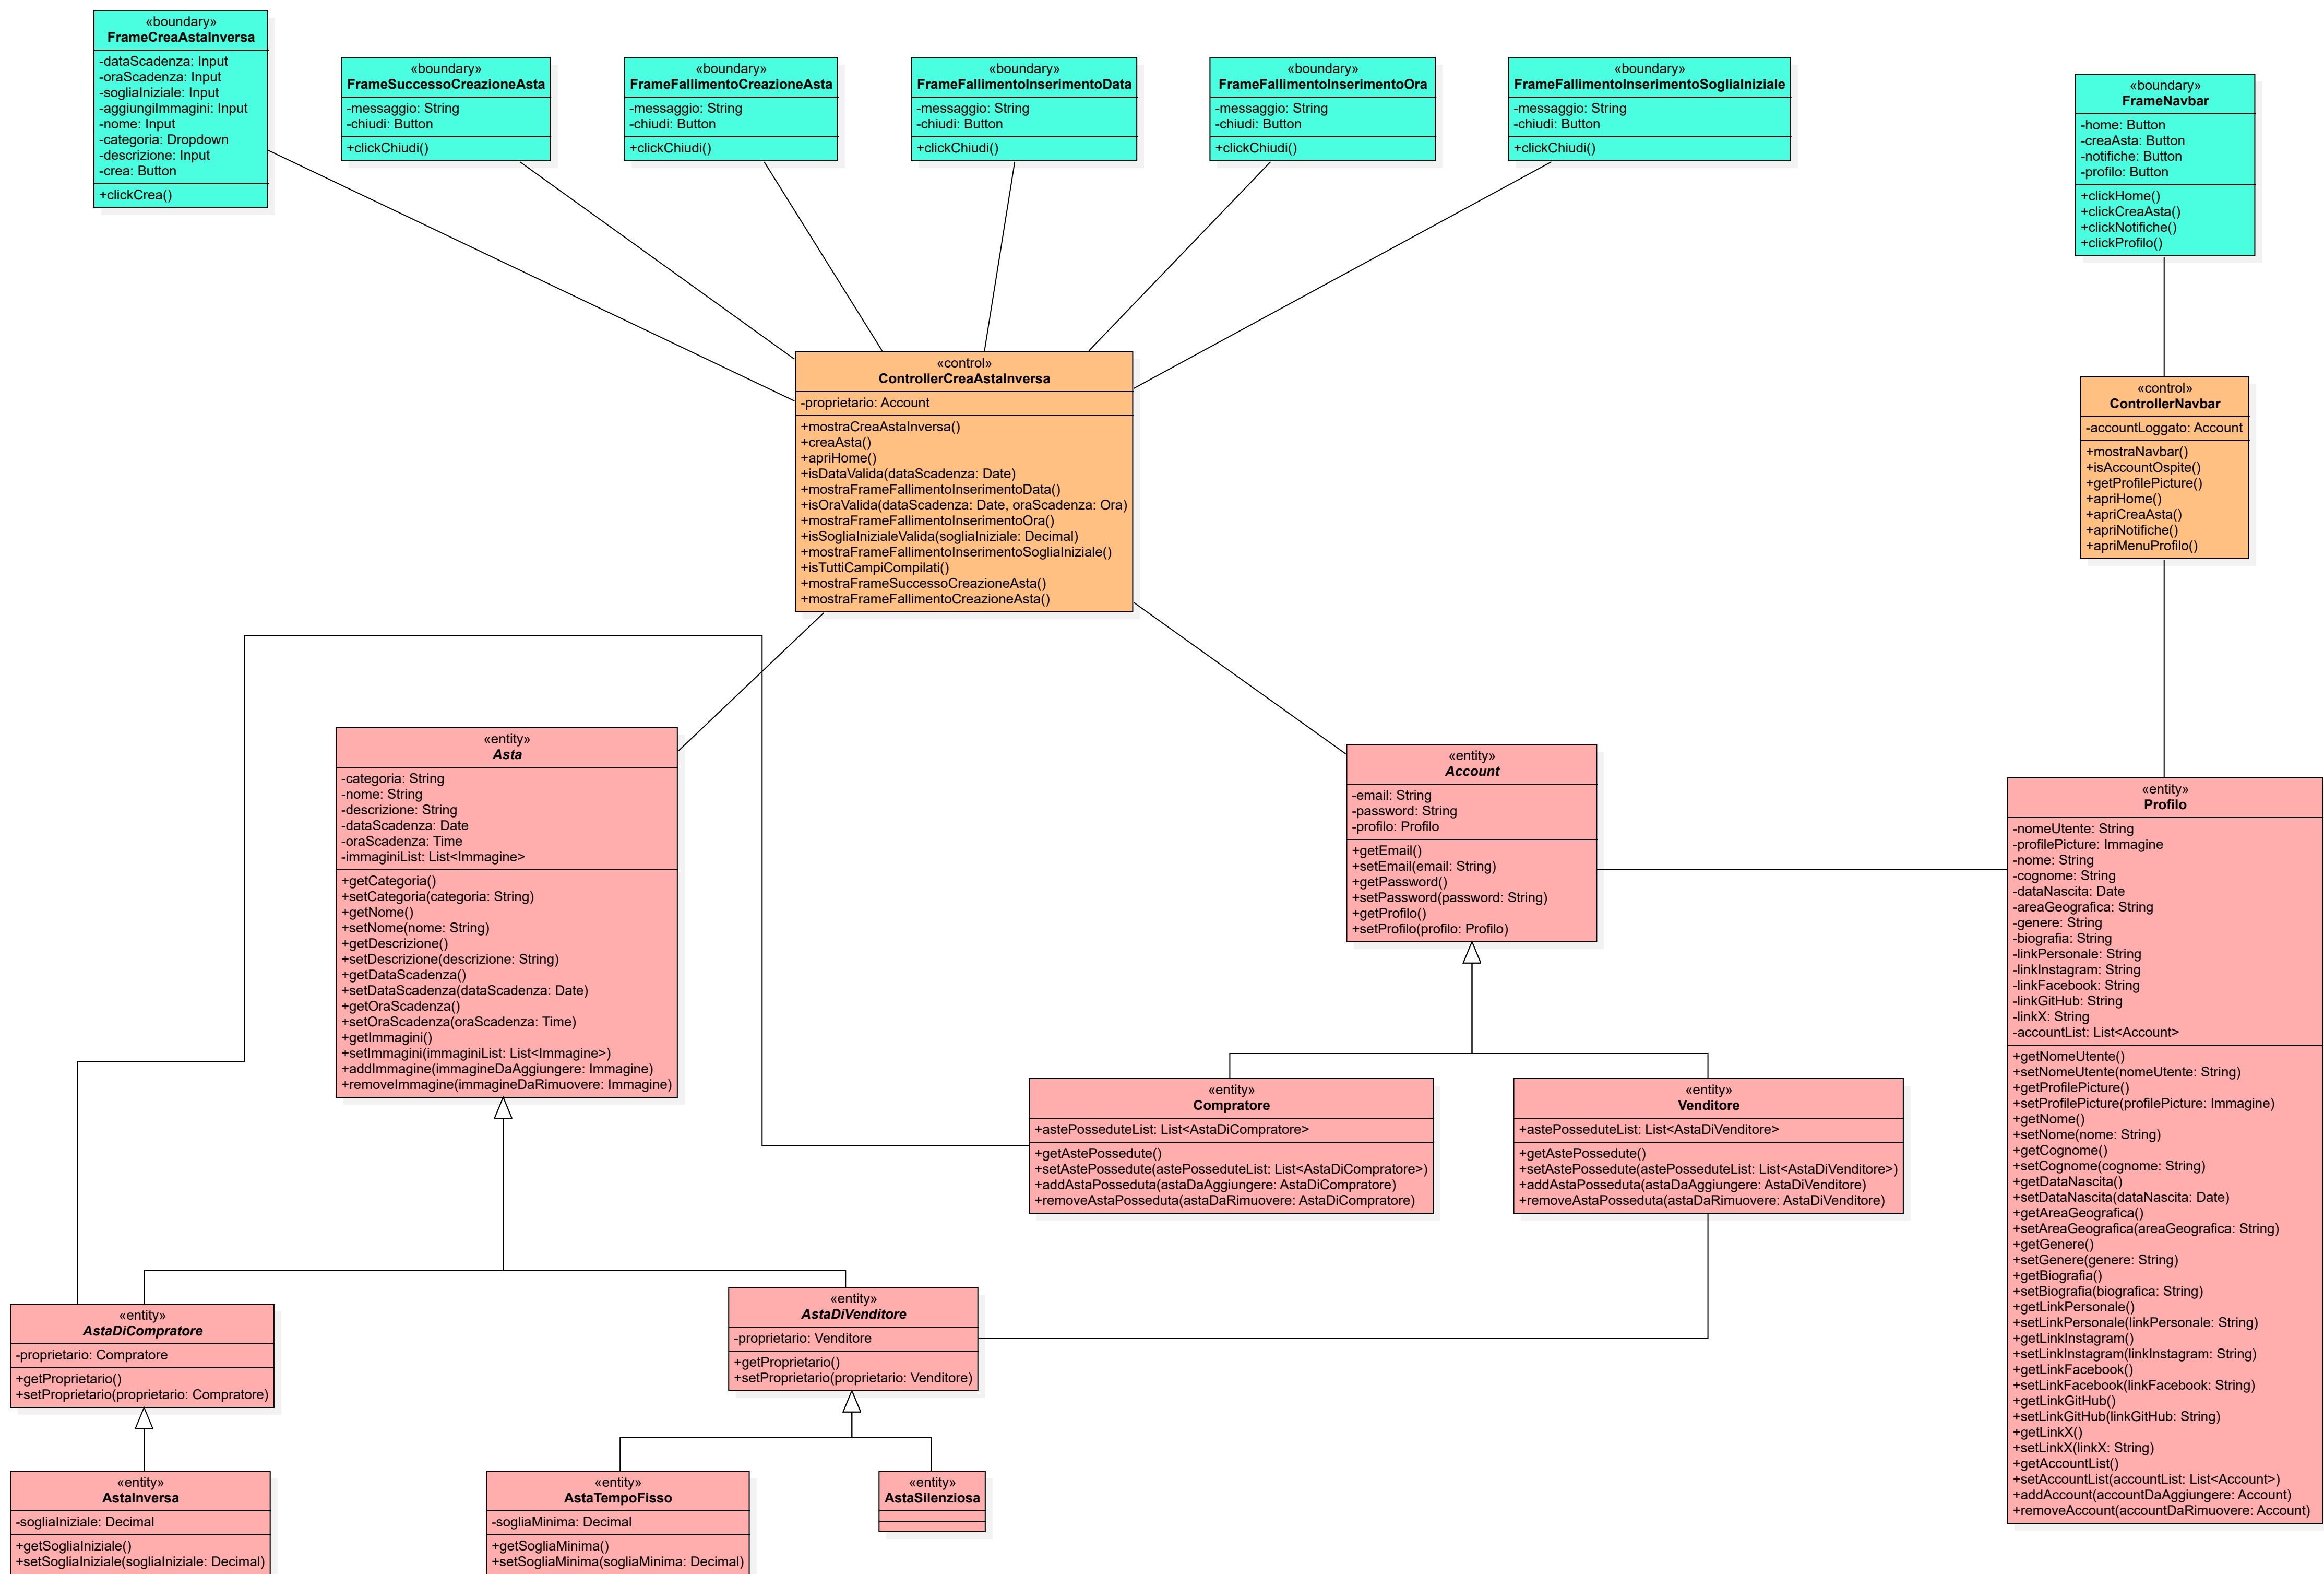 «boundary»
FrameCreaAstaInversa
-dataScadenza: Input
-oraScadenza: Input
-sogliaIniziale: Input
-aggiungiImmagini: Input
-nome: Input
-categoria: Dropdown
-descrizione: Input
-crea: Button
+clickCrea()
«boundary»
FrameSuccessoCreazioneAsta
-messaggio: String
-chiudi: Button
+clickChiudi()
«boundary»
FrameFallimentoCreazioneAsta
-messaggio: String
-chiudi: Button
+clickChiudi()
«boundary»
FrameFallimentoInserimentoData
-messaggio: String
-chiudi: Button
+clickChiudi()
«boundary»
FrameFallimentoInserimentoOra
-messaggio: String
-chiudi: Button
+clickChiudi()
«boundary»
FrameFallimentoInserimentoSogliaIniziale
-messaggio: String
-chiudi: Button
+clickChiudi()
«boundary»
FrameNavbar
-home: Button
-creaAsta: Button
-notifiche: Button
-profilo: Button
+clickHome()
+clickCreaAsta()
+clickNotifiche()
+clickProfilo()
«control»
ControllerCreaAstaInversa
-proprietario: Account
+mostraCreaAstaInversa()
+creaAsta()
+apriHome()
+isDataValida(dataScadenza: Date)
+mostraFrameFallimentoInserimentoData()
+isOraValida(dataScadenza: Date, oraScadenza: Ora)
+mostraFrameFallimentoInserimentoOra()
+isSogliaInizialeValida(sogliaIniziale: Decimal)
+mostraFrameFallimentoInserimentoSogliaIniziale()
+isTuttiCampiCompilati()
+mostraFrameSuccessoCreazioneAsta()
+mostraFrameFallimentoCreazioneAsta()
«control»
ControllerNavbar
-accountLoggato: Account
+mostraNavbar()
+isAccountOspite()
+getProfilePicture()
+apriHome()
+apriCreaAsta()
+apriNotifiche()
+apriMenuProfilo()
«entity»
Asta
-categoria: String
-nome: String
-descrizione: String
-dataScadenza: Date
-oraScadenza: Time
-immaginiList: List<Immagine>
+getCategoria()
+setCategoria(categoria: String)
+getNome()
+setNome(nome: String)
+getDescrizione()
+setDescrizione(descrizione: String)
+getDataScadenza()
+setDataScadenza(dataScadenza: Date)
+getOraScadenza()
+setOraScadenza(oraScadenza: Time)
+getImmagini()
+setImmagini(immaginiList: List<Immagine>)
+addImmagine(immagineDaAggiungere: Immagine)
+removeImmagine(immagineDaRimuovere: Immagine)
«entity»
Account
-email: String
-password: String
-profilo: Profilo
+getEmail()
+setEmail(email: String)
+getPassword()
+setPassword(password: String)
+getProfilo()
+setProfilo(profilo: Profilo)
«entity»
Profilo
-nomeUtente: String
-profilePicture: Immagine
-nome: String
-cognome: String
-dataNascita: Date
-areaGeografica: String
-genere: String
-biografia: String
-linkPersonale: String
-linkInstagram: String
-linkFacebook: String
-linkGitHub: String
-linkX: String
-accountList: List<Account>
+getNomeUtente()
+setNomeUtente(nomeUtente: String)
+getProfilePicture()
+setProfilePicture(profilePicture: Immagine)
+getNome()
+setNome(nome: String)
+getCognome()
+setCognome(cognome: String)
+getDataNascita()
+setDataNascita(dataNascita: Date)
+getAreaGeografica()
+setAreaGeografica(areaGeografica: String)
+getGenere()
+setGenere(genere: String)
+getBiografia()
+setBiografia(biografica: String)
+getLinkPersonale()
+setLinkPersonale(linkPersonale: String)
+getLinkInstagram()
+setLinkInstagram(linkInstagram: String)
+getLinkFacebook()
+setLinkFacebook(linkFacebook: String)
+getLinkGitHub()
+setLinkGitHub(linkGitHub: String)
+getLinkX()
+setLinkX(linkX: String)
+getAccountList()
+setAccountList(accountList: List<Account>)
+addAccount(accountDaAggiungere: Account)
+removeAccount(accountDaRimuovere: Account)
«entity»
Compratore
+astePosseduteList: List<AstaDiCompratore>
+getAstePossedute()
+setAstePossedute(astePosseduteList: List<AstaDiCompratore>)
+addAstaPosseduta(astaDaAggiungere: AstaDiCompratore)
+removeAstaPosseduta(astaDaRimuovere: AstaDiCompratore)
«entity»
Venditore
+astePosseduteList: List<AstaDiVenditore>
+getAstePossedute()
+setAstePossedute(astePosseduteList: List<AstaDiVenditore>)
+addAstaPosseduta(astaDaAggiungere: AstaDiVenditore)
+removeAstaPosseduta(astaDaRimuovere: AstaDiVenditore)
«entity»
AstaDiCompratore
-proprietario: Compratore
+getProprietario()
+setProprietario(proprietario: Compratore)
«entity»
AstaDiVenditore
-proprietario: Venditore
+getProprietario()
+setProprietario(proprietario: Venditore)
«entity»
AstaInversa
-sogliaIniziale: Decimal
+getSogliaIniziale()
+setSogliaIniziale(sogliaIniziale: Decimal)
«entity»
AstaTempoFisso
-sogliaMinima: Decimal
+getSogliaMinima()
+setSogliaMinima(sogliaMinima: Decimal)
«entity»
AstaSilenziosa